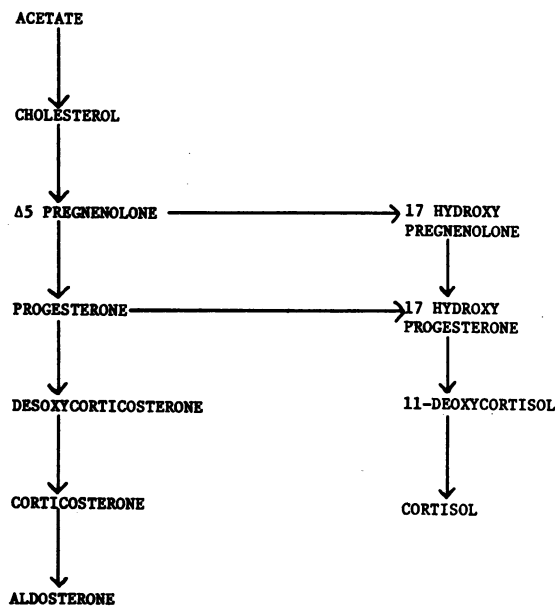 ACETATE
CHOLESTEROL
Δ5 PREGNENOLONE
17 HYDROXY
PREGNENOLONE
PROGESTERONE
17 HYDROXY
PROGESTERONE
DESOXYCORTICOSTERONE
11-DEOXYCORTISOL
CORTICOSTERONE
CORTISOL
ALDOSTERONE